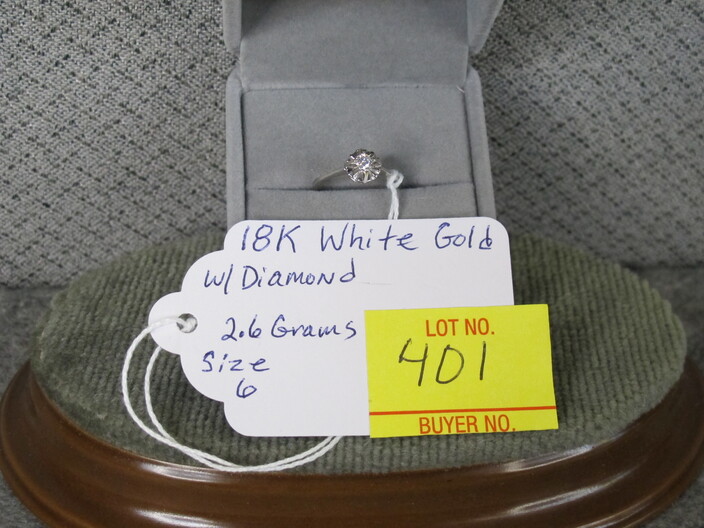 18K White Gold
w/ Diamond
2.6 Grams
Size
6
LOT NO.
401
BUYER NO.